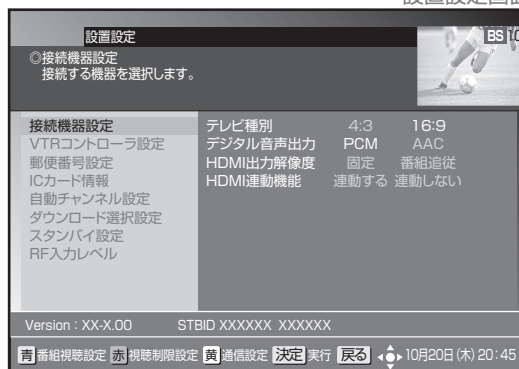 設置設定
BS
◎接続機器設定
接続する機器を選択します。
接続機器設定
VTRコントローラ設定
郵便番号設定
ICカード情報
自動チャンネル設定
ダウンロード選択設定
スタンバイ設定
RF入力レベル
テレビ種別 4:3 16:9
デジタル音声出力 PCM AAC
HDMI出力解像度 固定 番組追従
HDMI連動機能 連動する 連動しない
Version : XX-X.00 STBID XXXXXX XXXXXX
青 番組視聴設定 赤 視聴制限設定 黄 通信設定 決定 実行 戻る 10月20日(木) 20:45